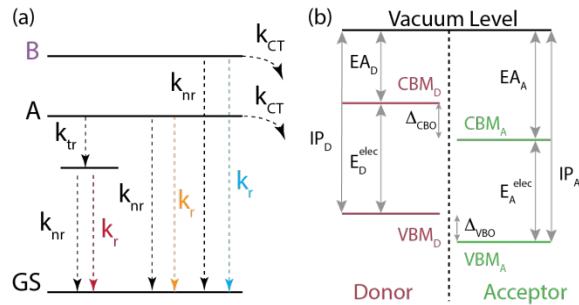 (a)
B
k_CT
k_nr
A
k_CT
k_tr
k_r
k_nr
k_r
k_nr
k_r
GS
(b)
Vacuum Level
EA_D
EA_A
CBM_D
Δ_CBO
CBM_A
IP_D
E_D^elec
E_A^elec
IP_A
VBM_D
Δ_VBO
VBM_A
Donor
Acceptor